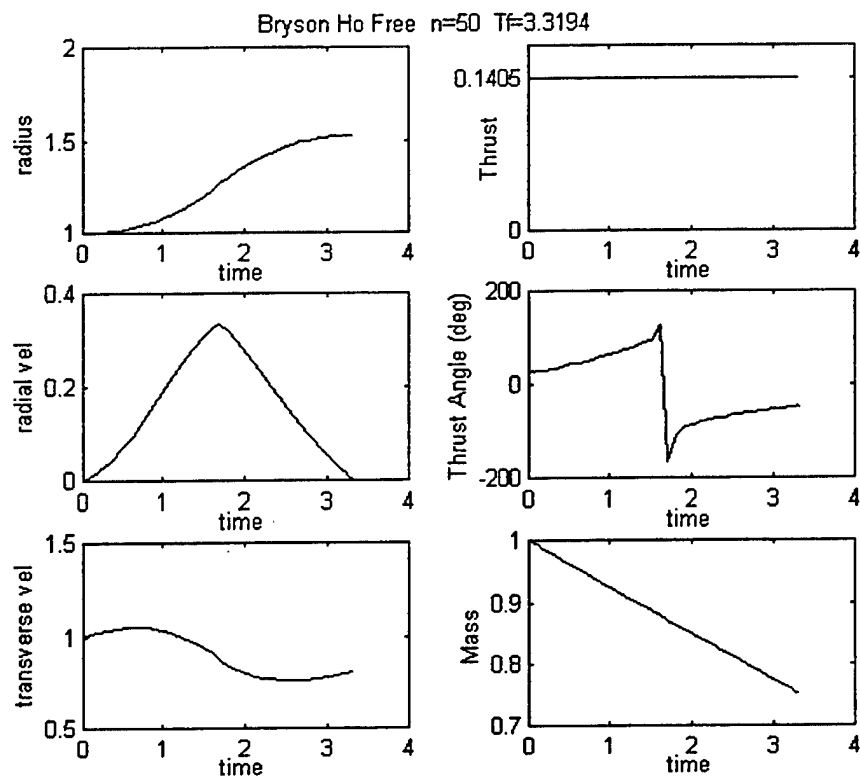 Bryson Ho Free n=50 Tf=3.3194
2
1.5
1
radius
0 1 2 3 4
time
0.1405
0
Thrust
0 1 2 3 4
time
0.4
0.2
0
radial vel
0 1 2 3 4
time
200
0
-200
Thrust Angle (deg)
0 1 2 3 4
time
1.5
1
0.5
transverse vel
0 1 2 3 4
time
1
0.9
0.8
0.7
Mass
0 1 2 3 4
time